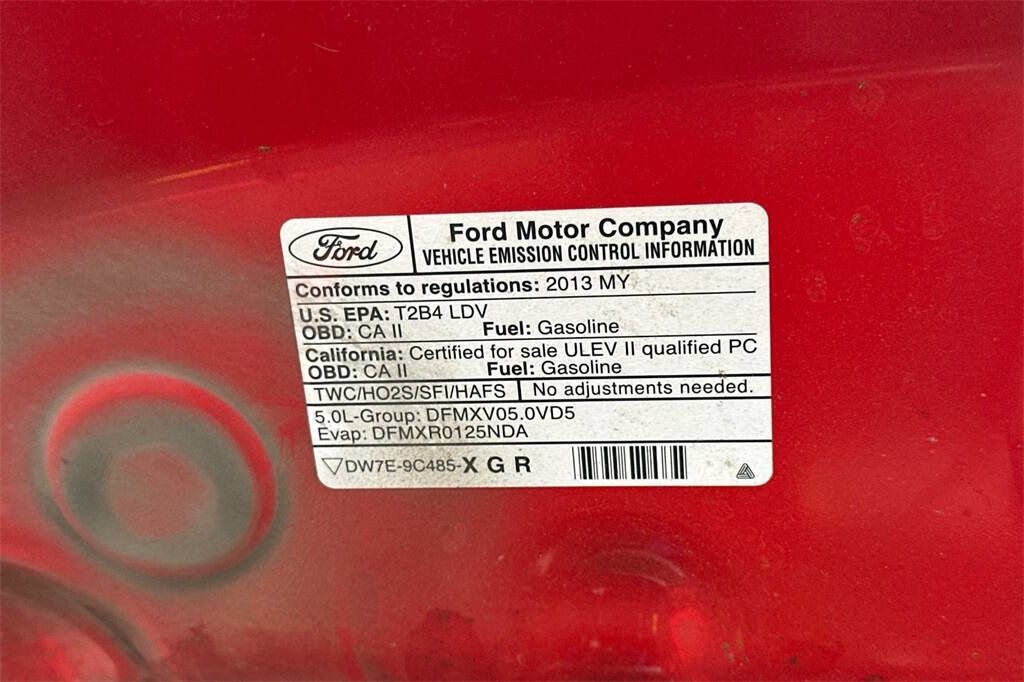 Ford
Ford Motor Company
VEHICLE EMISSION CONTROL INFORMATION
Conforms to regulations: 2013 MY
U.S. EPA: T2B4 LDV
OBD: CA II Fuel: Gasoline
California: Certified for sale ULEV II qualified PC
OBD: CA II Fuel: Gasoline
TWC/HO2S/SFI/HAFS No adjustments needed.
5.0L-Group: DFMXV05.0VD5
Evap: DFMXR0125NDA
DW7E-9C485-X G R